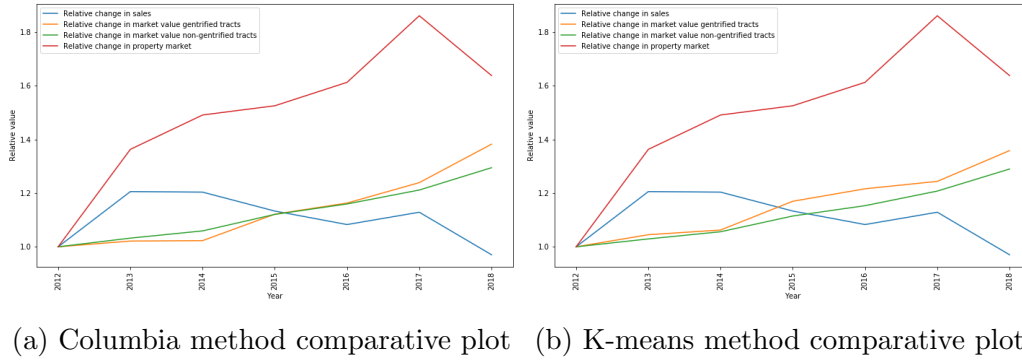 Relative change in sales
Relative change in market value gentrified tracts
Relative change in market value non-gentrified tracts
Relative change in property market
1.8
1.6
1.4
1.2
1.0
Relative value
2012
2013
2014
2015
2016
2017
2018
Year
(a) Columbia method comparative plot
Relative change in sales
Relative change in market value gentrified tracts
Relative change in market value non-gentrified tracts
Relative change in property market
1.8
1.6
1.4
1.2
1.0
Relative value
2012
2013
2014
2015
2016
2017
2018
Year
(b) K-means method comparative plot